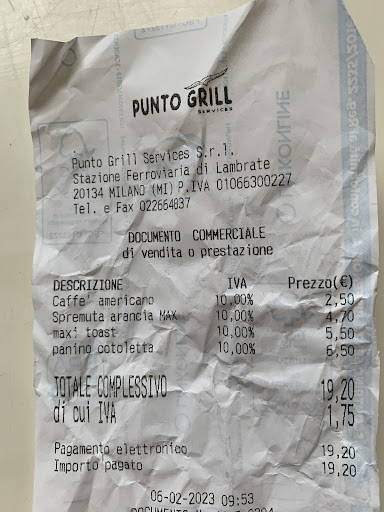 PUNTO GRILL
SERVICES
Punto Grill Services S.r.l.
Stazione Ferroviaria di Lambrate
20134 MILANO (MI) P.IVA 01066300227
Tel. e Fax 022664837
DOCUMENTO COMMERCIALE
di vendita o prestazione
DESCRIZIONE IVA Prezzo(€)
Caffe' americano 10,00% 2,50
Spremuta arancia MAX 10,00% 4,70
maxi toast 10,00% 5,50
panino cotoletta 10,00% 6,50
TOTALE COMPLESSIVO 19,20
di cui IVA 1,75
Pagamento elettronico 19,20
Importo pagato 19,20
06-02-2023 09:53